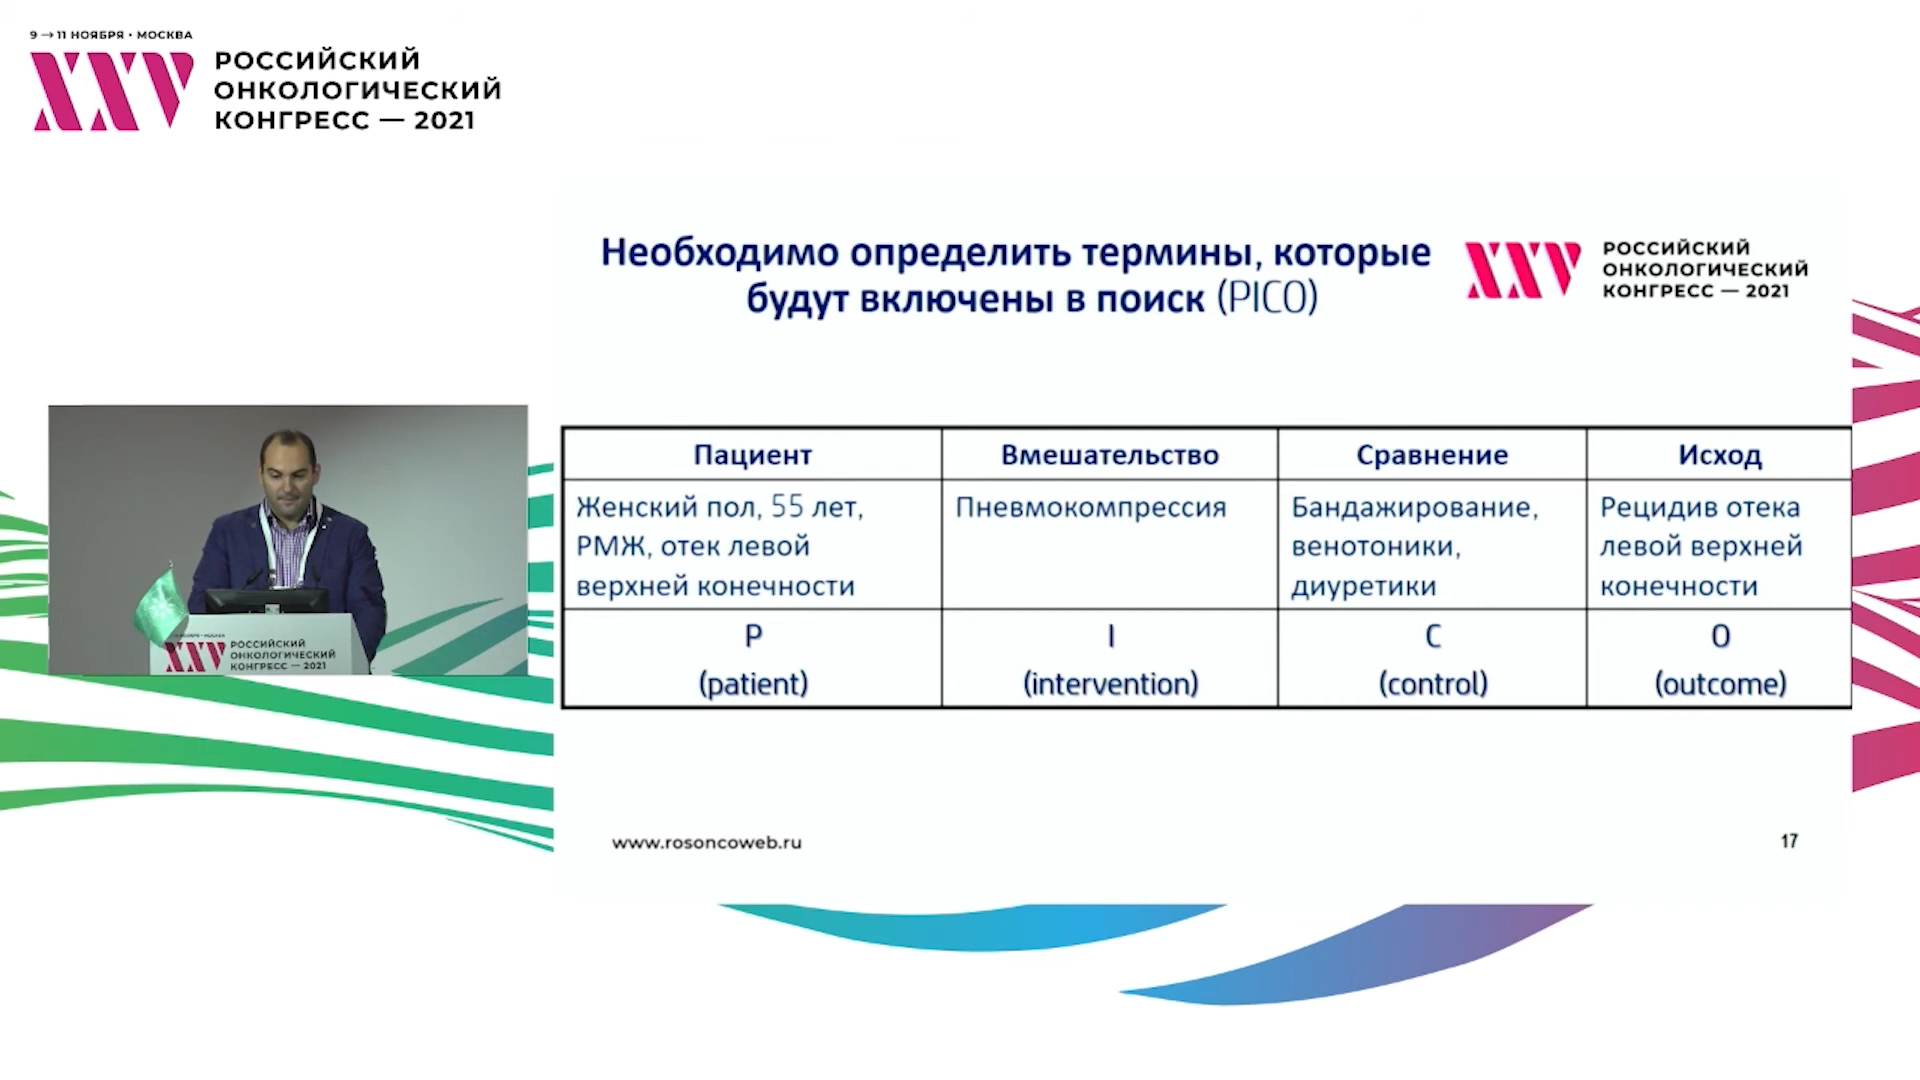 9 → 11 НОЯБРЯ • МОСКВА
XXV
РОССИЙСКИЙ
ОНКОЛОГИЧЕСКИЙ
КОНГРЕСС — 2021
Необходимо определить термины, которые
будут включены в поиск (PICO)
XXV
РОССИЙСКИЙ
ОНКОЛОГИЧЕСКИЙ
КОНГРЕСС — 2021
Пациент Вмешательство Сравнение Исход
Женский пол, 55 лет,
РМЖ, отек левой
верхней конечности
Пневмокомпрессия
Бандажирование,
венотоники,
диуретики
Рецидив отека
левой верхней
конечности
P I C O
(patient) (intervention) (control) (outcome)
www.rosoncoweb.ru
17
XXV
РОССИЙСКИЙ
ОНКОЛОГИЧЕСКИЙ
КОНГРЕСС — 2021